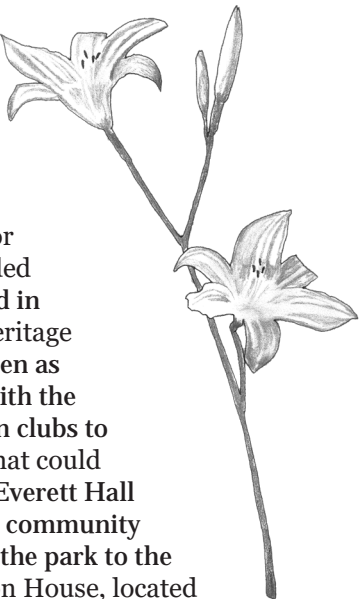 or
led
d in
eritage
en as
ith the
n clubs to
hat could
Everett Hall
community
the park to the
n House, located